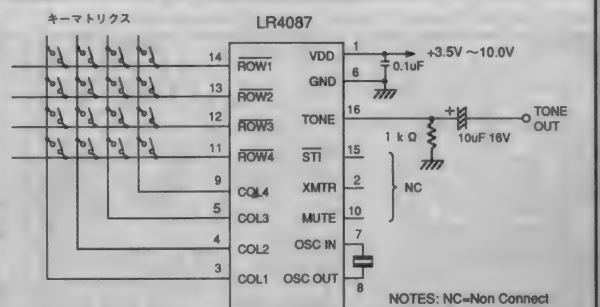 キーマトリクス
LR4087
14 ROW1
13 ROW2
12 ROW3
11 ROW4
9 COL4
5 COL3
4 COL2
3 COL1
VDD 1
+3.5V ～10.0V
0.1uF
GND 6
TONE 16
TONE OUT
1 kΩ
+
10uF 16V
STI 15
XMTR 2
NC
MUTE 10
OSC IN 7
OSC OUT 8
NOTES: NC=Non Connect